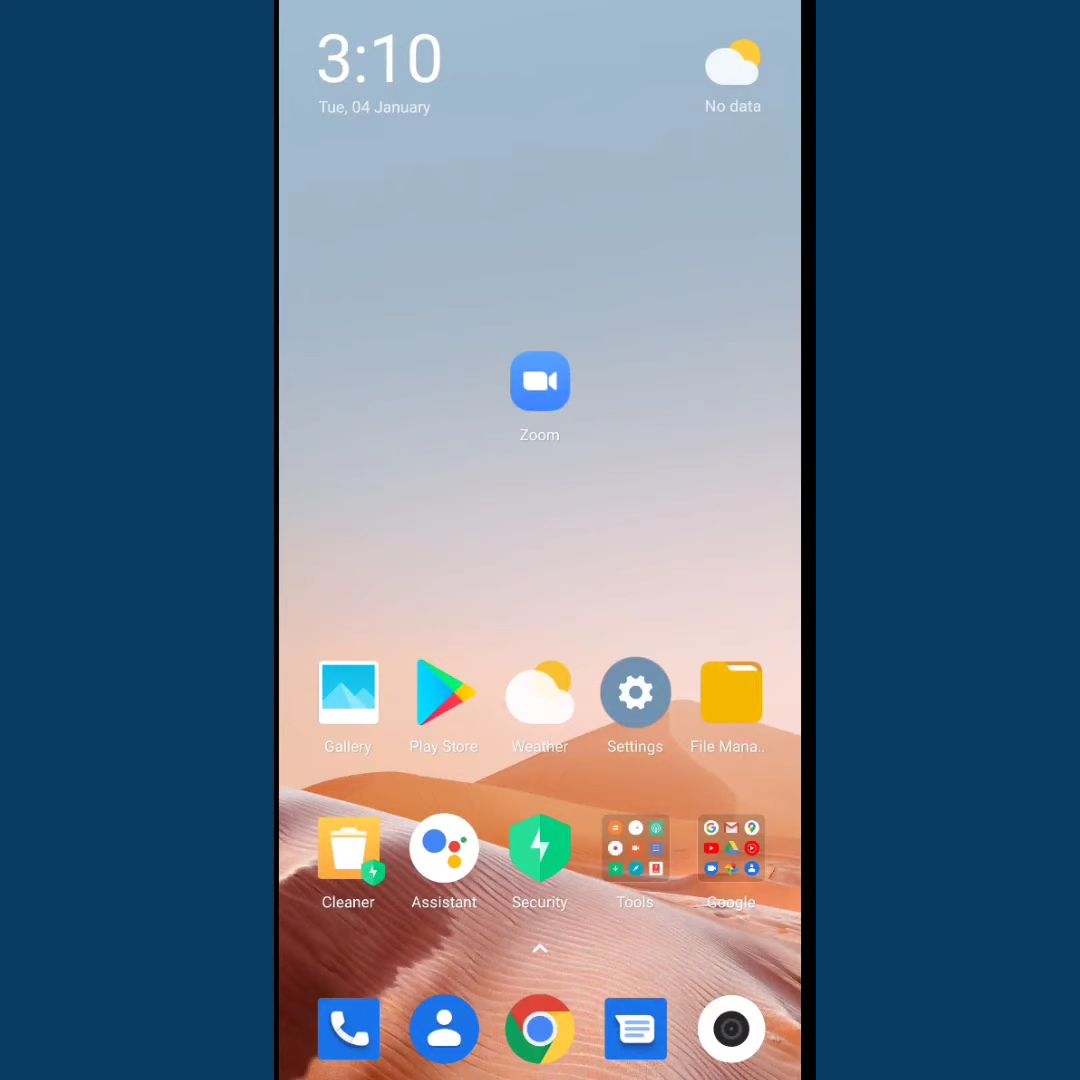 3:10
Tue, 04 January
No data
Zoom
Gallery
Play Store
Weather
Settings
File Mana..
Cleaner
Assistant
Security
Tools
Google